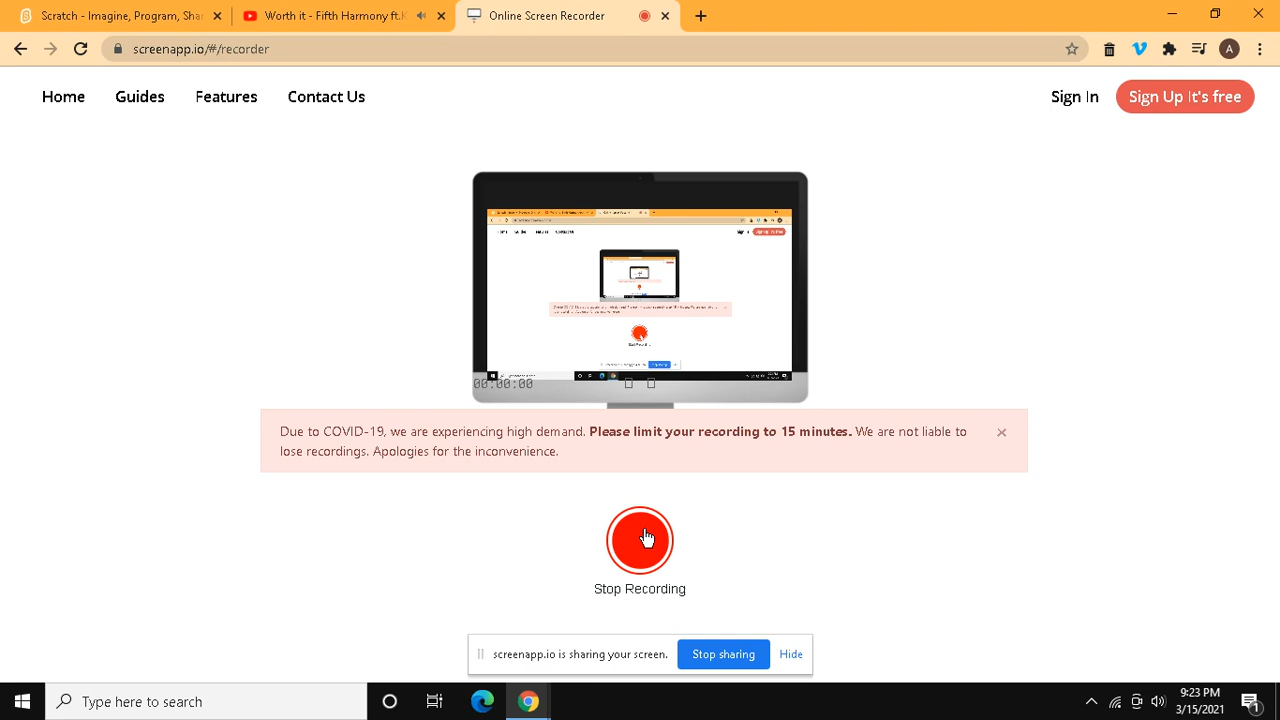 Scratch - Imagine, Program, Shar
Worth it - Fifth Harmony ft.K
Online Screen Recorder
screenapp.io/#/recorder
A
Home Guides Features Contact Us Sign In Sign Up It's free
00:00:00
Due to COVID-19, we are experiencing high demand. Please limit your recording to 15 minutes. We are not liable to
lose recordings. Apologies for the inconvenience.
Stop Recording
screenapp.io is sharing your screen. Stop sharing Hide
Type here to search
9:23 PM
3/15/2021
1